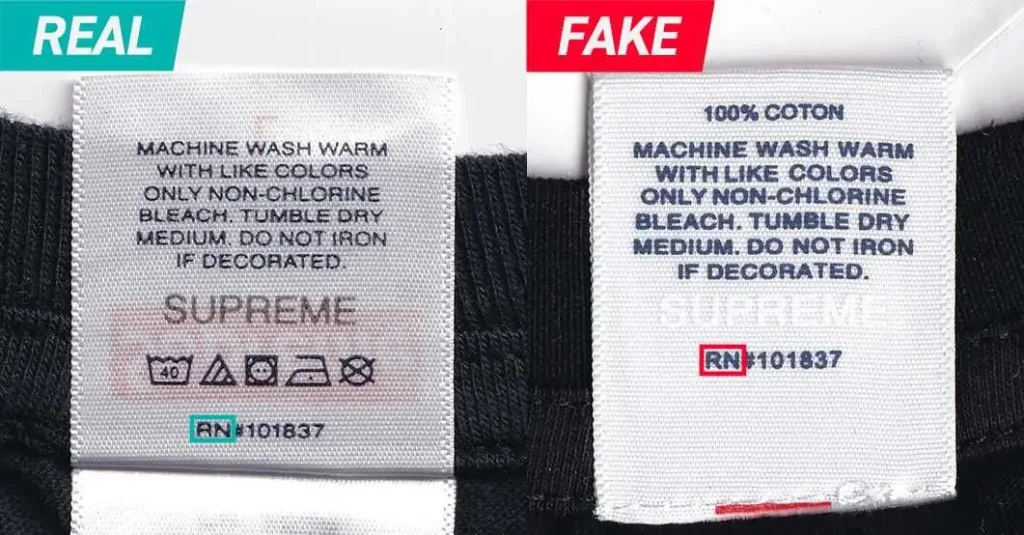 REAL
MACHINE WASH WARM
WITH LIKE COLORS
ONLY NON-CHLORINE
BLEACH. TUMBLE DRY
MEDIUM. DO NOT IRON
IF DECORATED.
SUPREME
40
RN#101837
FAKE
100% COTON
MACHINE WASH WARM
WITH LIKE COLORS
ONLY NON-CHLORINE
BLEACH. TUMBLE DRY
MEDIUM. DO NOT IRON
IF DECORATED.
SUPREME
RN#101837